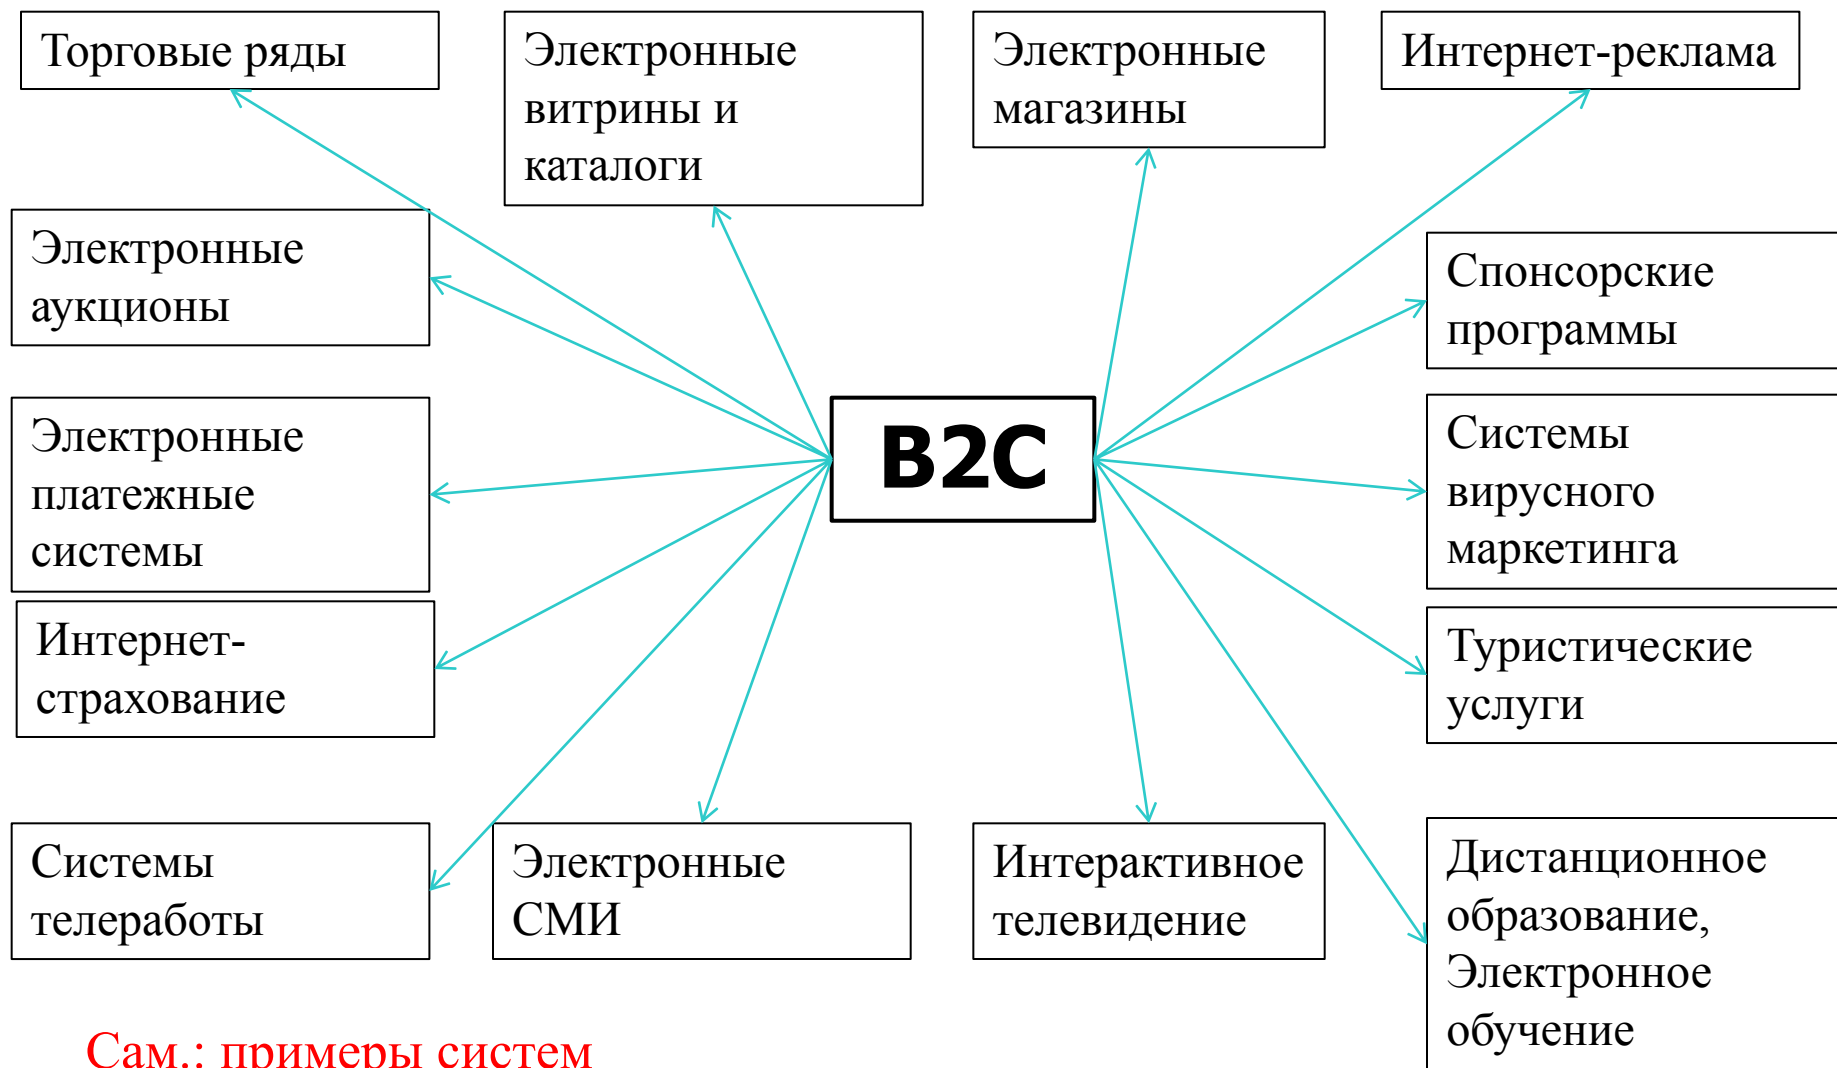 Торговые ряды
Электронные
витрины и
каталоги
Электронные
магазины
Интернет-реклама
Электронные
аукционы
Спонсорские
программы
Электронные
платежные
системы
B2C
Системы
вирусного
маркетинга
Интернет-
страхование
Туристические
услуги
Системы
телеработы
Электронные
СМИ
Интерактивное
телевидение
Дистанционное
образование,
Электронное
обучение
Сам.: примеры систем